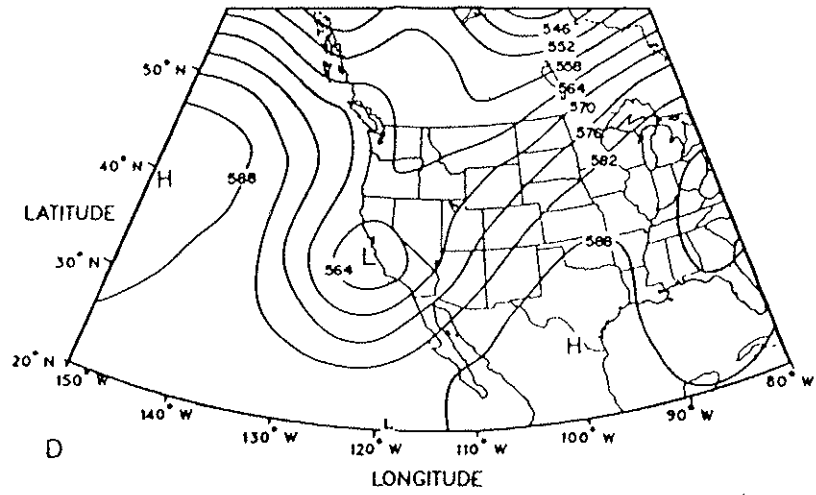 546
552
558
564
570
576
582
588
588
564
H
L
H
L
50° N
40° N
LATITUDE
30° N
20° N
150° W
140° W
130° W
120° W
110° W
100° W
90° W
80° W
D
LONGITUDE